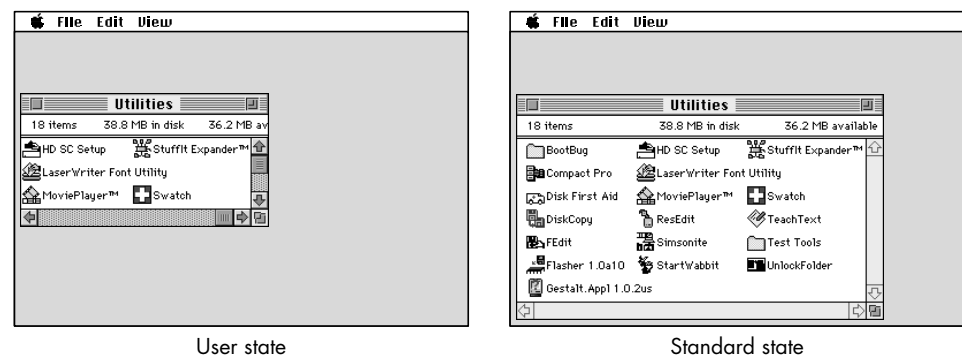 File Edit View
Utilities
18 items 38.8 MB in disk 36.2 MB av
HD SC Setup StuffIt Expander™
LaserWriter Font Utility
MoviePlayer™ Swatch
User state
File Edit View
Utilities
18 items 38.8 MB in disk 36.2 MB available
BootBug HD SC Setup StuffIt Expander™
Compact Pro LaserWriter Font Utility
Disk First Aid MoviePlayer™ Swatch
DiskCopy ResEdit TeachText
FEdit Simsonite Test Tools
Flasher 1.0a10 StartWabbit UnlockFolder
Gestalt.Appl 1.0.2us
Standard state